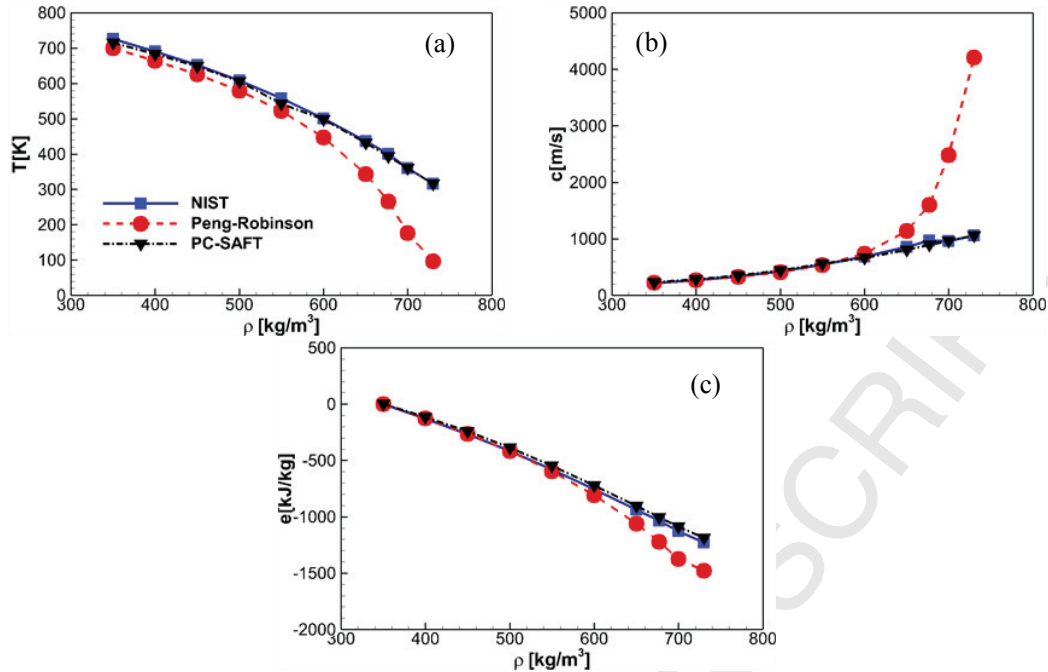 800
700
600
500
400
300
200
100
0
T[K]
(a)
NIST
Peng-Robinson
PC-SAFT
300 400 500 600 700 800
ρ [kg/m³]
5000
4000
3000
2000
1000
0
c[m/s]
(b)
300 400 500 600 700 800
ρ [kg/m³]
500
0
-500
-1000
-1500
-2000
e[kJ/kg]
(c)
300 400 500 600 700 800
ρ [kg/m³]
SCRIP